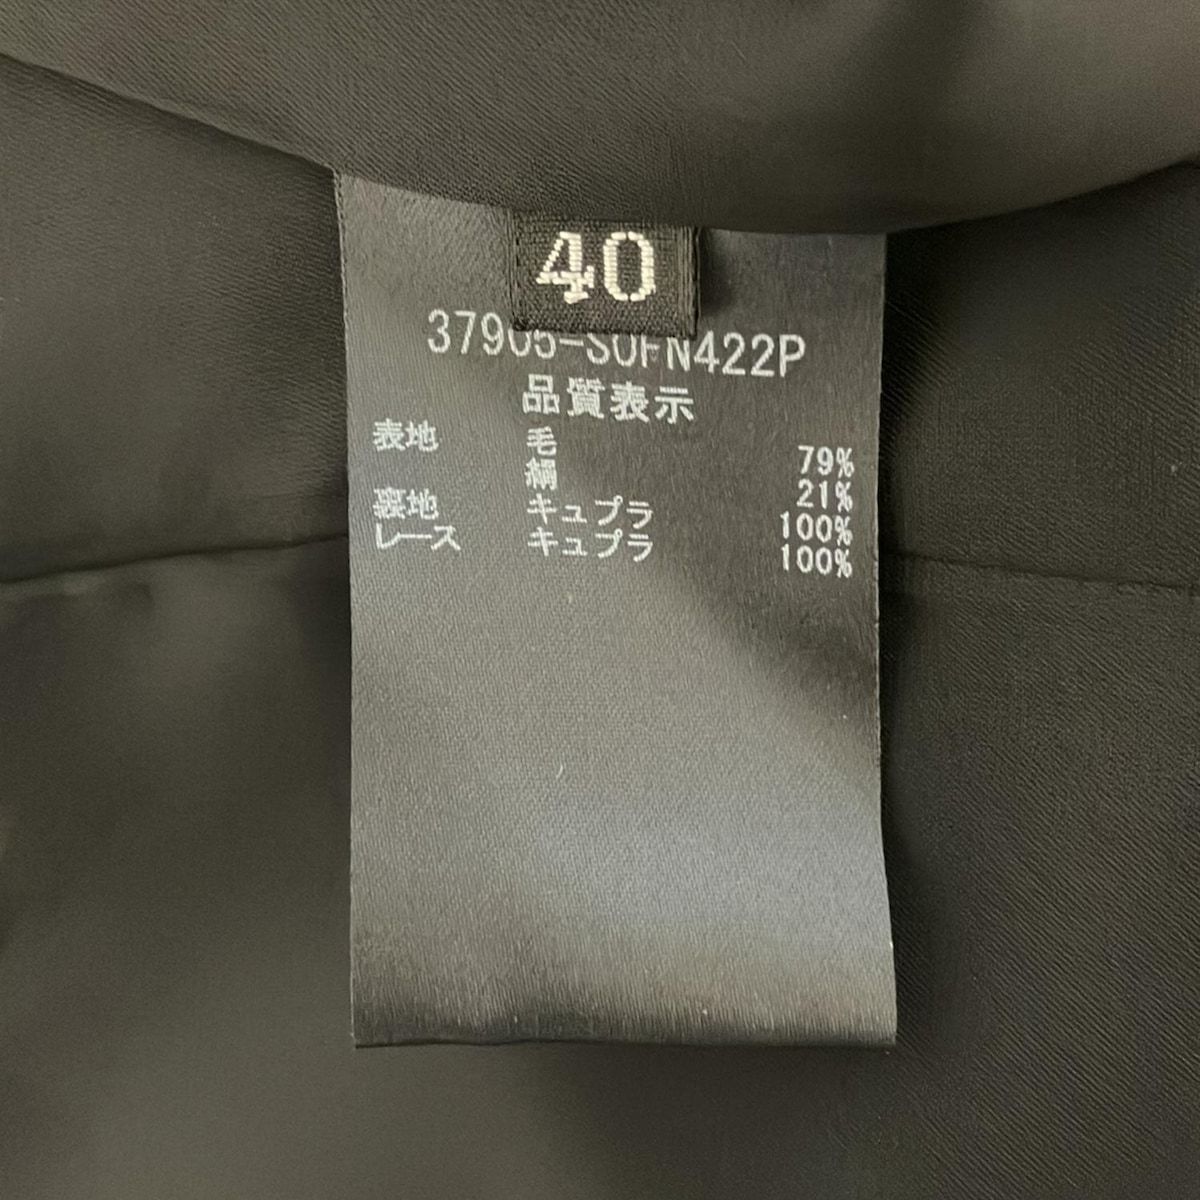 40
37905-S0FN422P
品質表示
表地 毛 79%
絹 21%
裏地 キュプラ 100%
レース キュプラ 100%